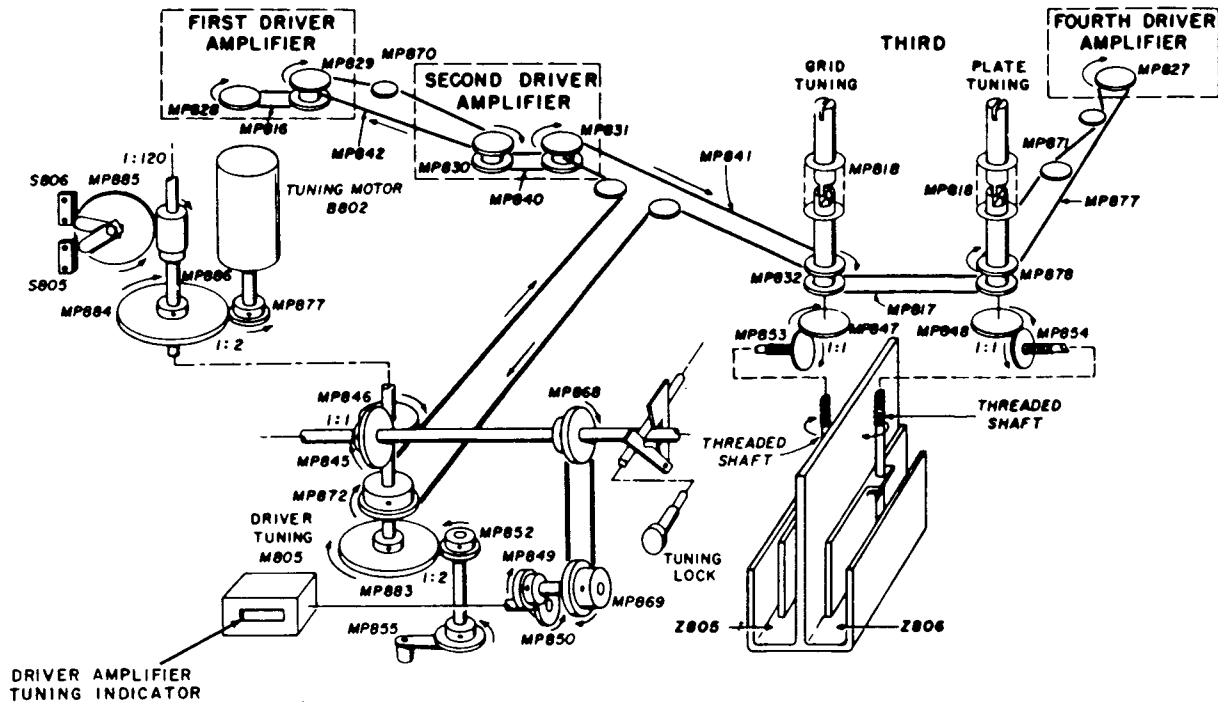 FIRST DRIVER
AMPLIFIER
MP829
MP870
MP828
MP816
MP842
SECOND DRIVER
AMPLIFIER
MP831
MP830
MP840
MP841
THIRD
GRID
TUNING
PLATE
TUNING
FOURTH DRIVER
AMPLIFIER
MP827
MP871
MP877
MP818
MP818
MP832
MP878
MP817
1:120
S806
MP885
TUNING MOTOR
B802
S805
MP886
MP884
MP877
1:2
MP853
MP847
1:1
MP848
MP854
1:1
MP846
1:1
MP845
MP868
THREADED
SHAFT
THREADED
SHAFT
MP872
DRIVER
TUNING
M805
MP852
MP883
1:2
MP849
MP869
MP850
MP855
TUNING
LOCK
Z805
Z806
DRIVER AMPLIFIER
TUNING INDICATOR